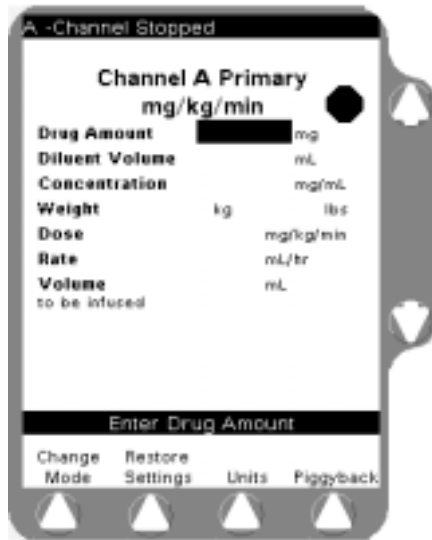 A -Channel Stopped
Channel A Primary
mg/kg/min
Drug Amount mg
Diluent Volume mL
Concentration mg/mL
Weight kg lbs
Dose mg/kg/min
Rate mL/hr
Volume mL
to be infused
Enter Drug Amount
Change Restore
Mode Settings Units Piggyback